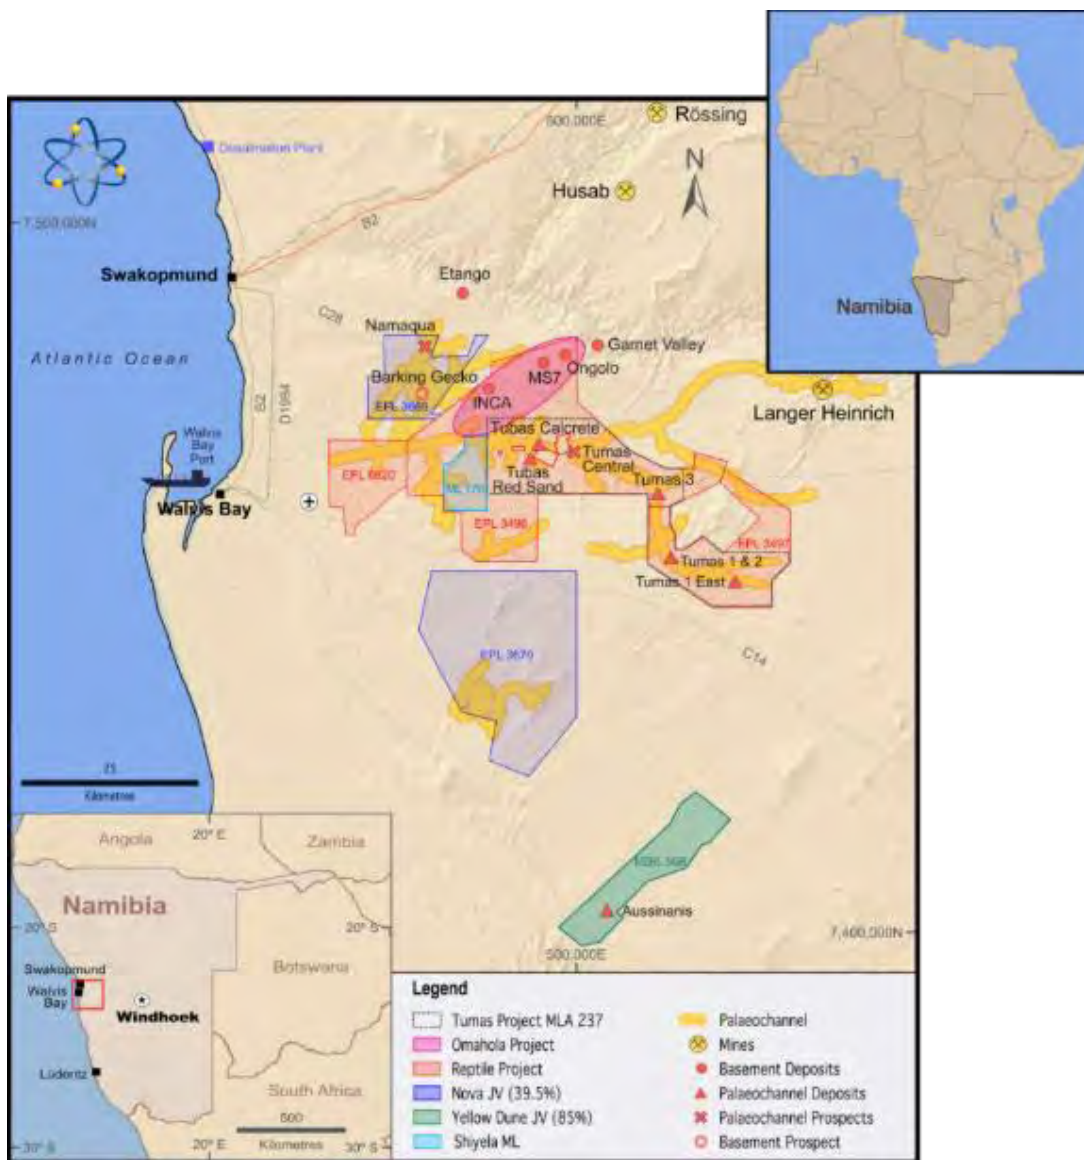 Rössing
500,000E
N
Desalination Plant
Husab
7,500,000N
B2
Swakopmund
Etango
Namibia
C28
Namaqua
Garnet Valley
Atlantic Ocean
Ongolo
MS7
Barking Gecko
INCA
B2
D1984
Langer Heinrich
Tubas Calcrete
Walvis
Bay
Port
Tumas
Central
Tubas
Red Sand
Tumas 3
Walvis Bay
EPL 3496
EPL 3497
Tumas 1 & 2
Tumas 1 East
C14
EPL 3670
Kilometres
Angola
20° E
Zambia
Namibia
Aussinanis
20° S
20° S
7,400,000N
500,000E
Botswana
Swakopmund
Walvis
Bay
Windhoek
Lüderitz
South Africa
500
Kilometres
30° S
20° E
30° S
Legend
Tumas Project MLA 237
Omahola Project
Reptile Project
Nova JV (39.5%)
Yellow Dune JV (85%)
Shiyela ML
Palaeochannel
Mines
Basement Deposits
Palaeochannel Deposits
Palaeochannel Prospects
Basement Prospect